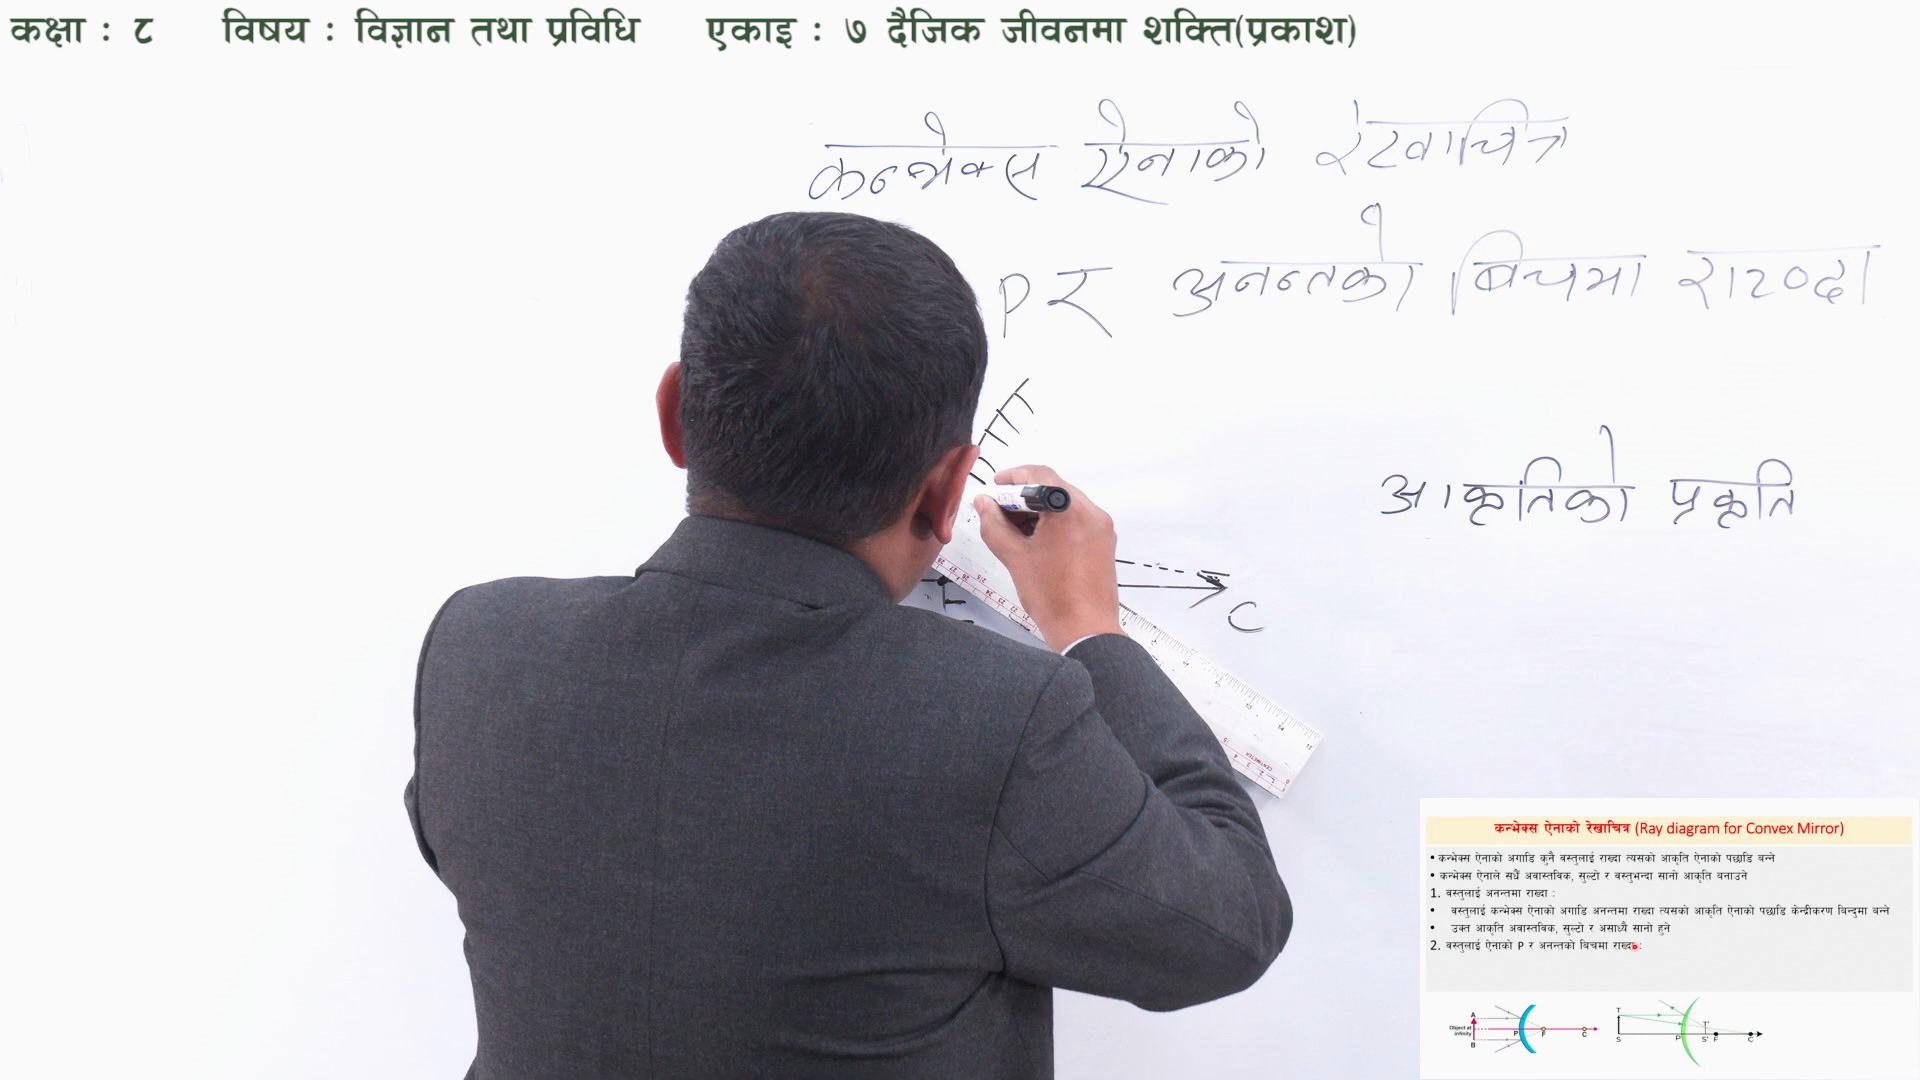 कक्षा : ८ विषय : विज्ञान तथा प्रविधि एकाइ : ७ दैजिक जीवनमा शक्ति(प्रकाश)
कन्भेक्स ऐनाको रेखाचित्र
P र अनन्तको बिचमा राख्दा
आकृतिको प्रकृति
F
C
कन्भेक्स ऐनाको रेखाचित्र (Ray diagram for Convex Mirror)
• कन्भेक्स ऐनाको अगाडि कुनै वस्तुलाई राख्दा त्यसको आकृति ऐनाको पछाडि बन्ने
• कन्भेक्स ऐनाले सधैँ अवास्तविक, सुल्टो र वस्तुभन्दा सानो आकृति बनाउने
1. वस्तुलाई अनन्तमा राख्दा :
• वस्तुलाई कन्भेक्स ऐनाको अगाडि अनन्तमा राख्दा त्यसको आकृति ऐनाको पछाडि केन्द्रीकरण बिन्दुमा बन्ने
• उक्त आकृति अवास्तविक, सुल्टो र असाध्यै सानो हुने
2. वस्तुलाई ऐनाको P र अनन्तको बिचमा राख्दा :
A
Object at
infinity
B
P F C
T
T'
S P S' F C